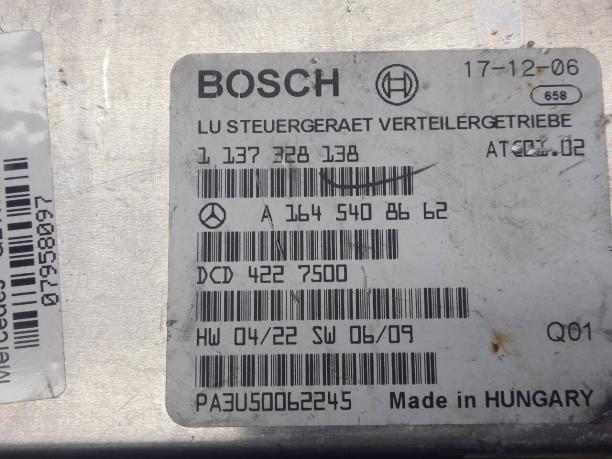 BOSCH
17-12-06
658
LU STEUERGERAET VERTEILERGETRIEBE
1 137 328 138
A 164 540 86 62
DCD 422 7500
HW 04/22 SW 06/09
Q01
PA3U50062245
Made in HUNGARY
Mercedes
07958097